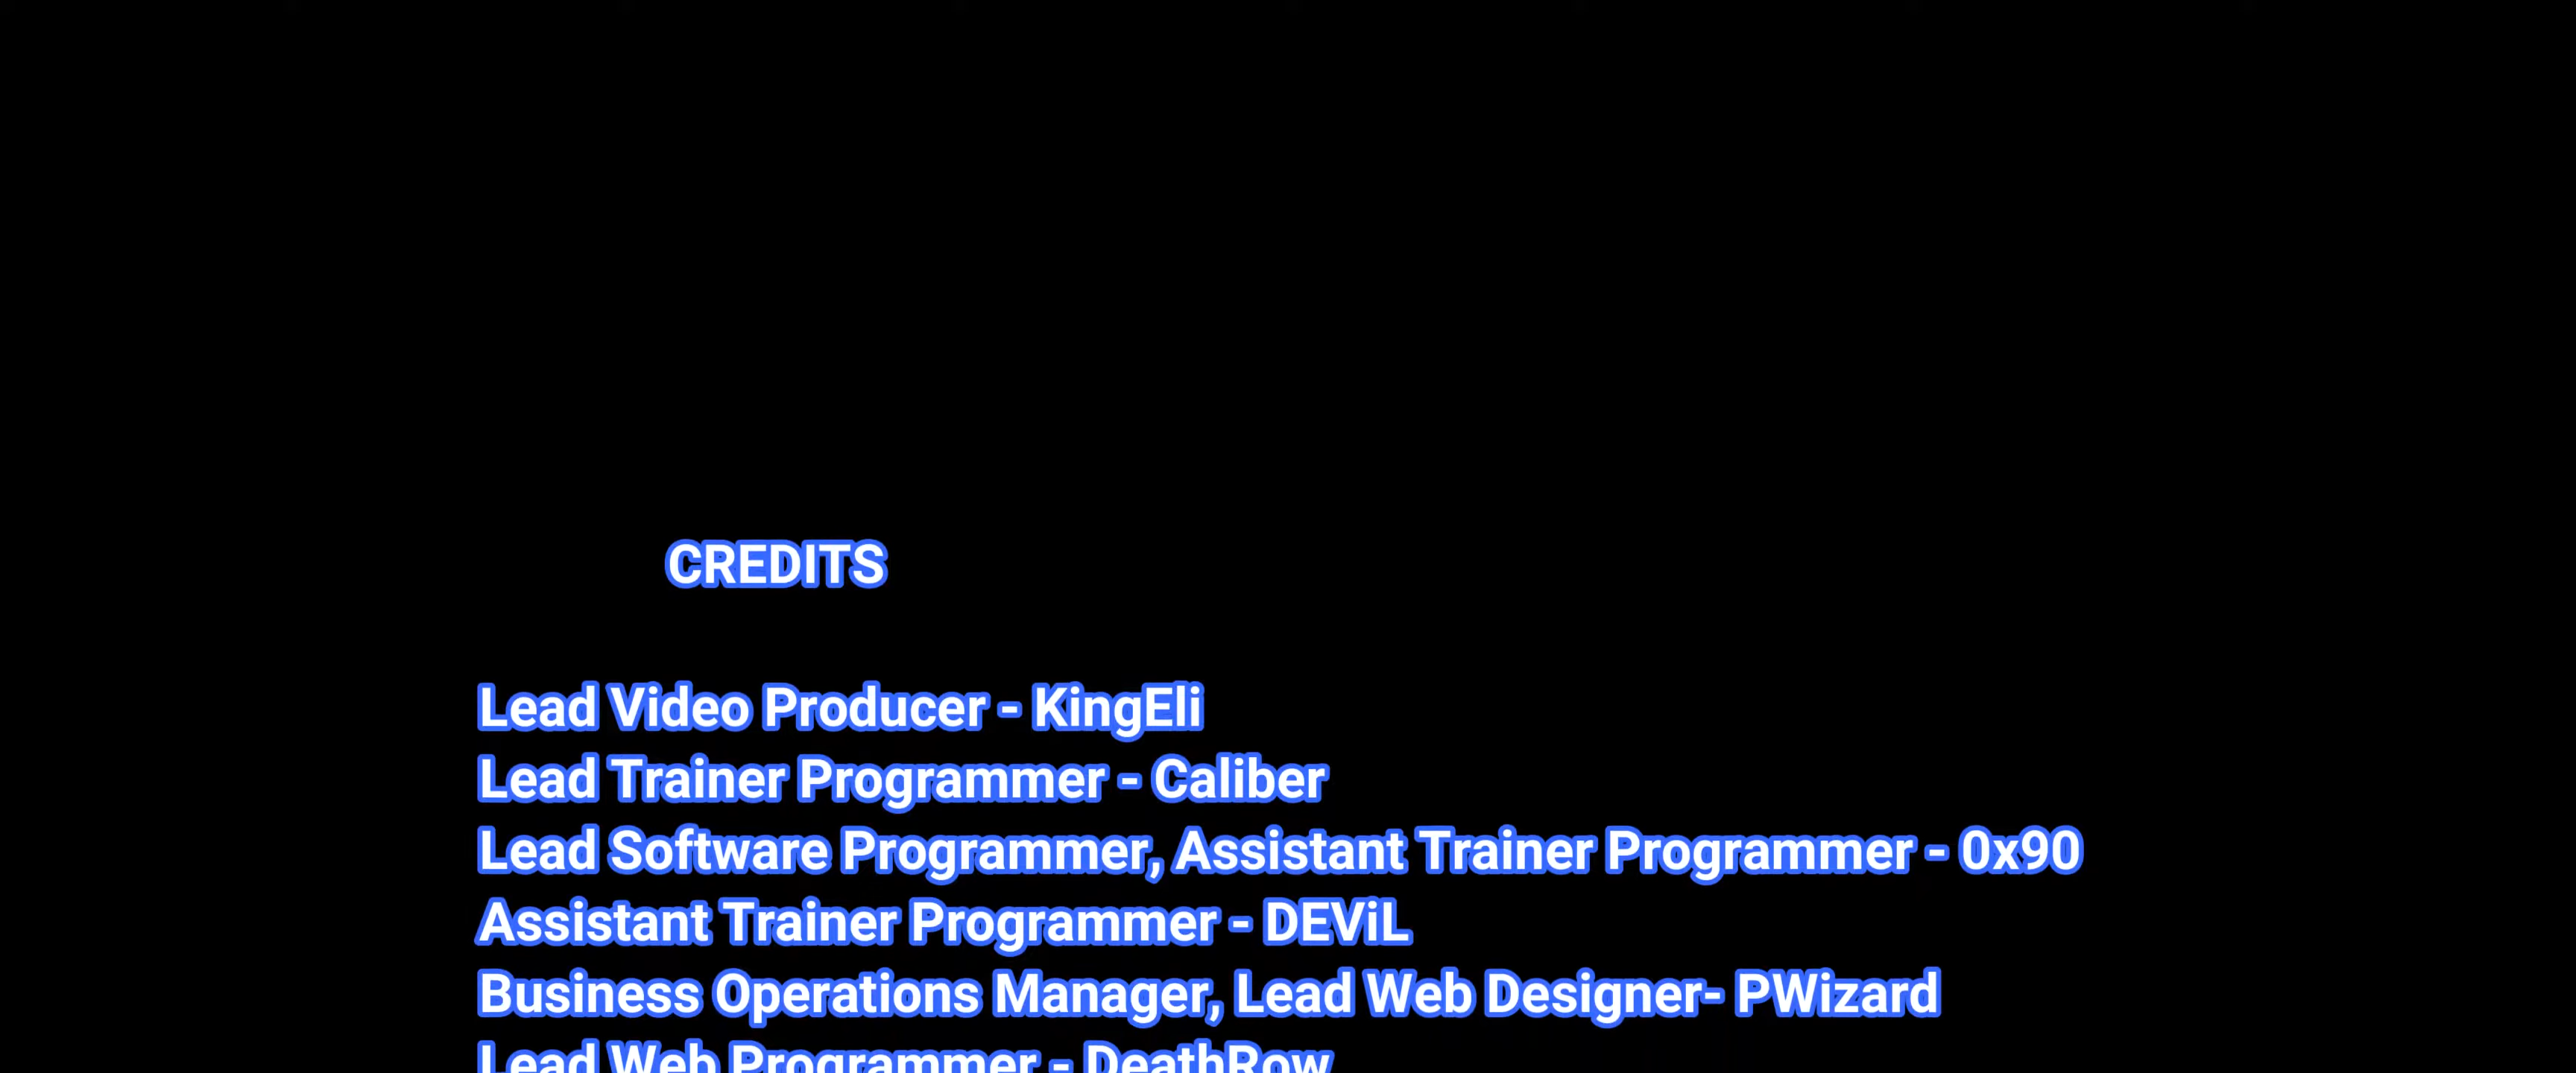 CREDITS
Lead Video Producer - KingEli
Lead Trainer Programmer - Caliber
Lead Software Programmer, Assistant Trainer Programmer - 0x90
Assistant Trainer Programmer - DEViL
Business Operations Manager, Lead Web Designer- PWizard
Lead Web Programmer - DeathRow